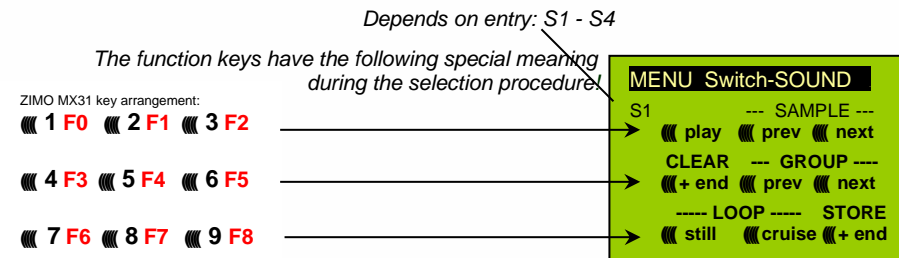 Depends on entry: S1 - S4
The function keys have the following special meaning
during the selection procedure!
ZIMO MX31 key arrangement:
1 F0 2 F1 3 F2
4 F3 5 F4 6 F5
7 F6 8 F7 9 F8
MENU Switch-SOUND
S1 --- SAMPLE ---
play prev next
CLEAR --- GROUP ----
+ end prev next
----- LOOP ----- STORE
still cruise + end